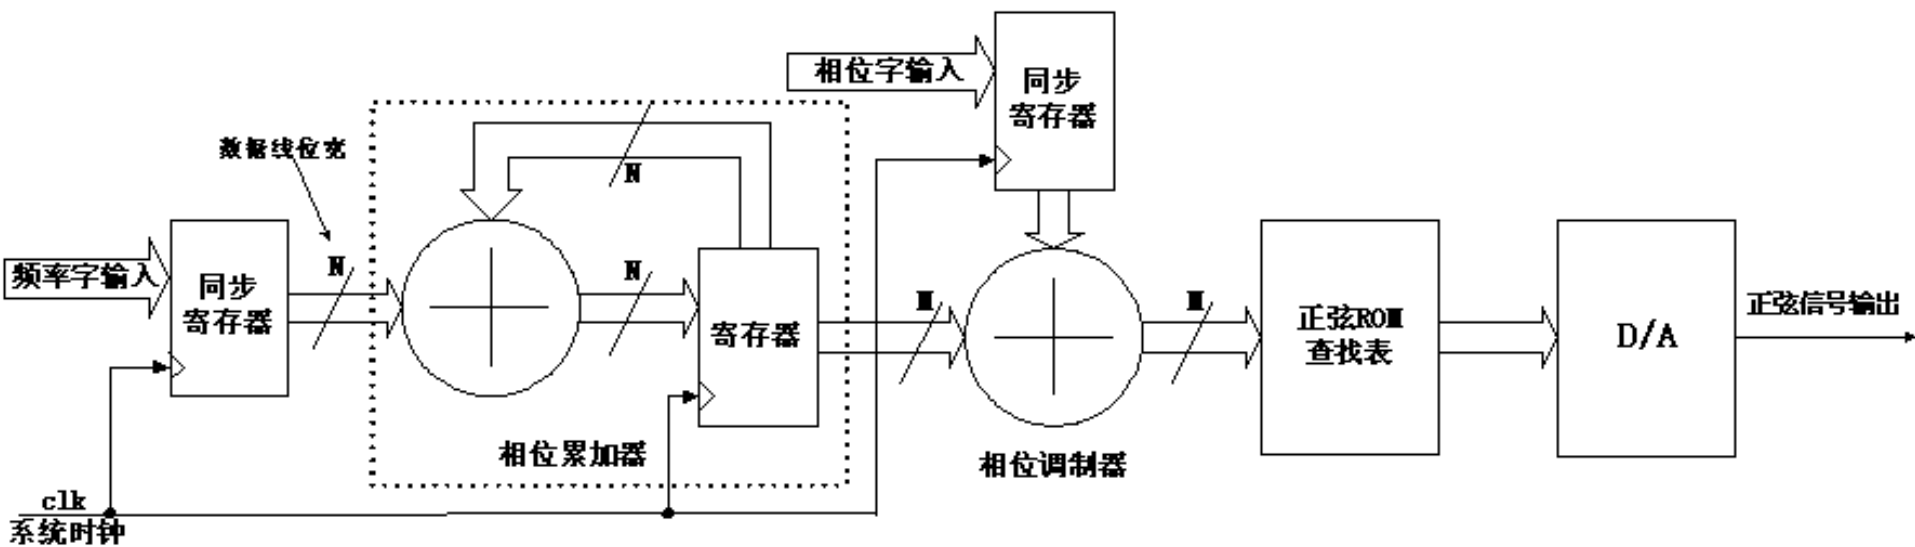 相位字输入
同步
寄存器
数据线位宽
N
频率字输入
同步
寄存器
N
N
寄存器
相位累加器
M
相位调制器
M
正弦ROM
查找表
D/A
正弦信号输出
clk
系统时钟